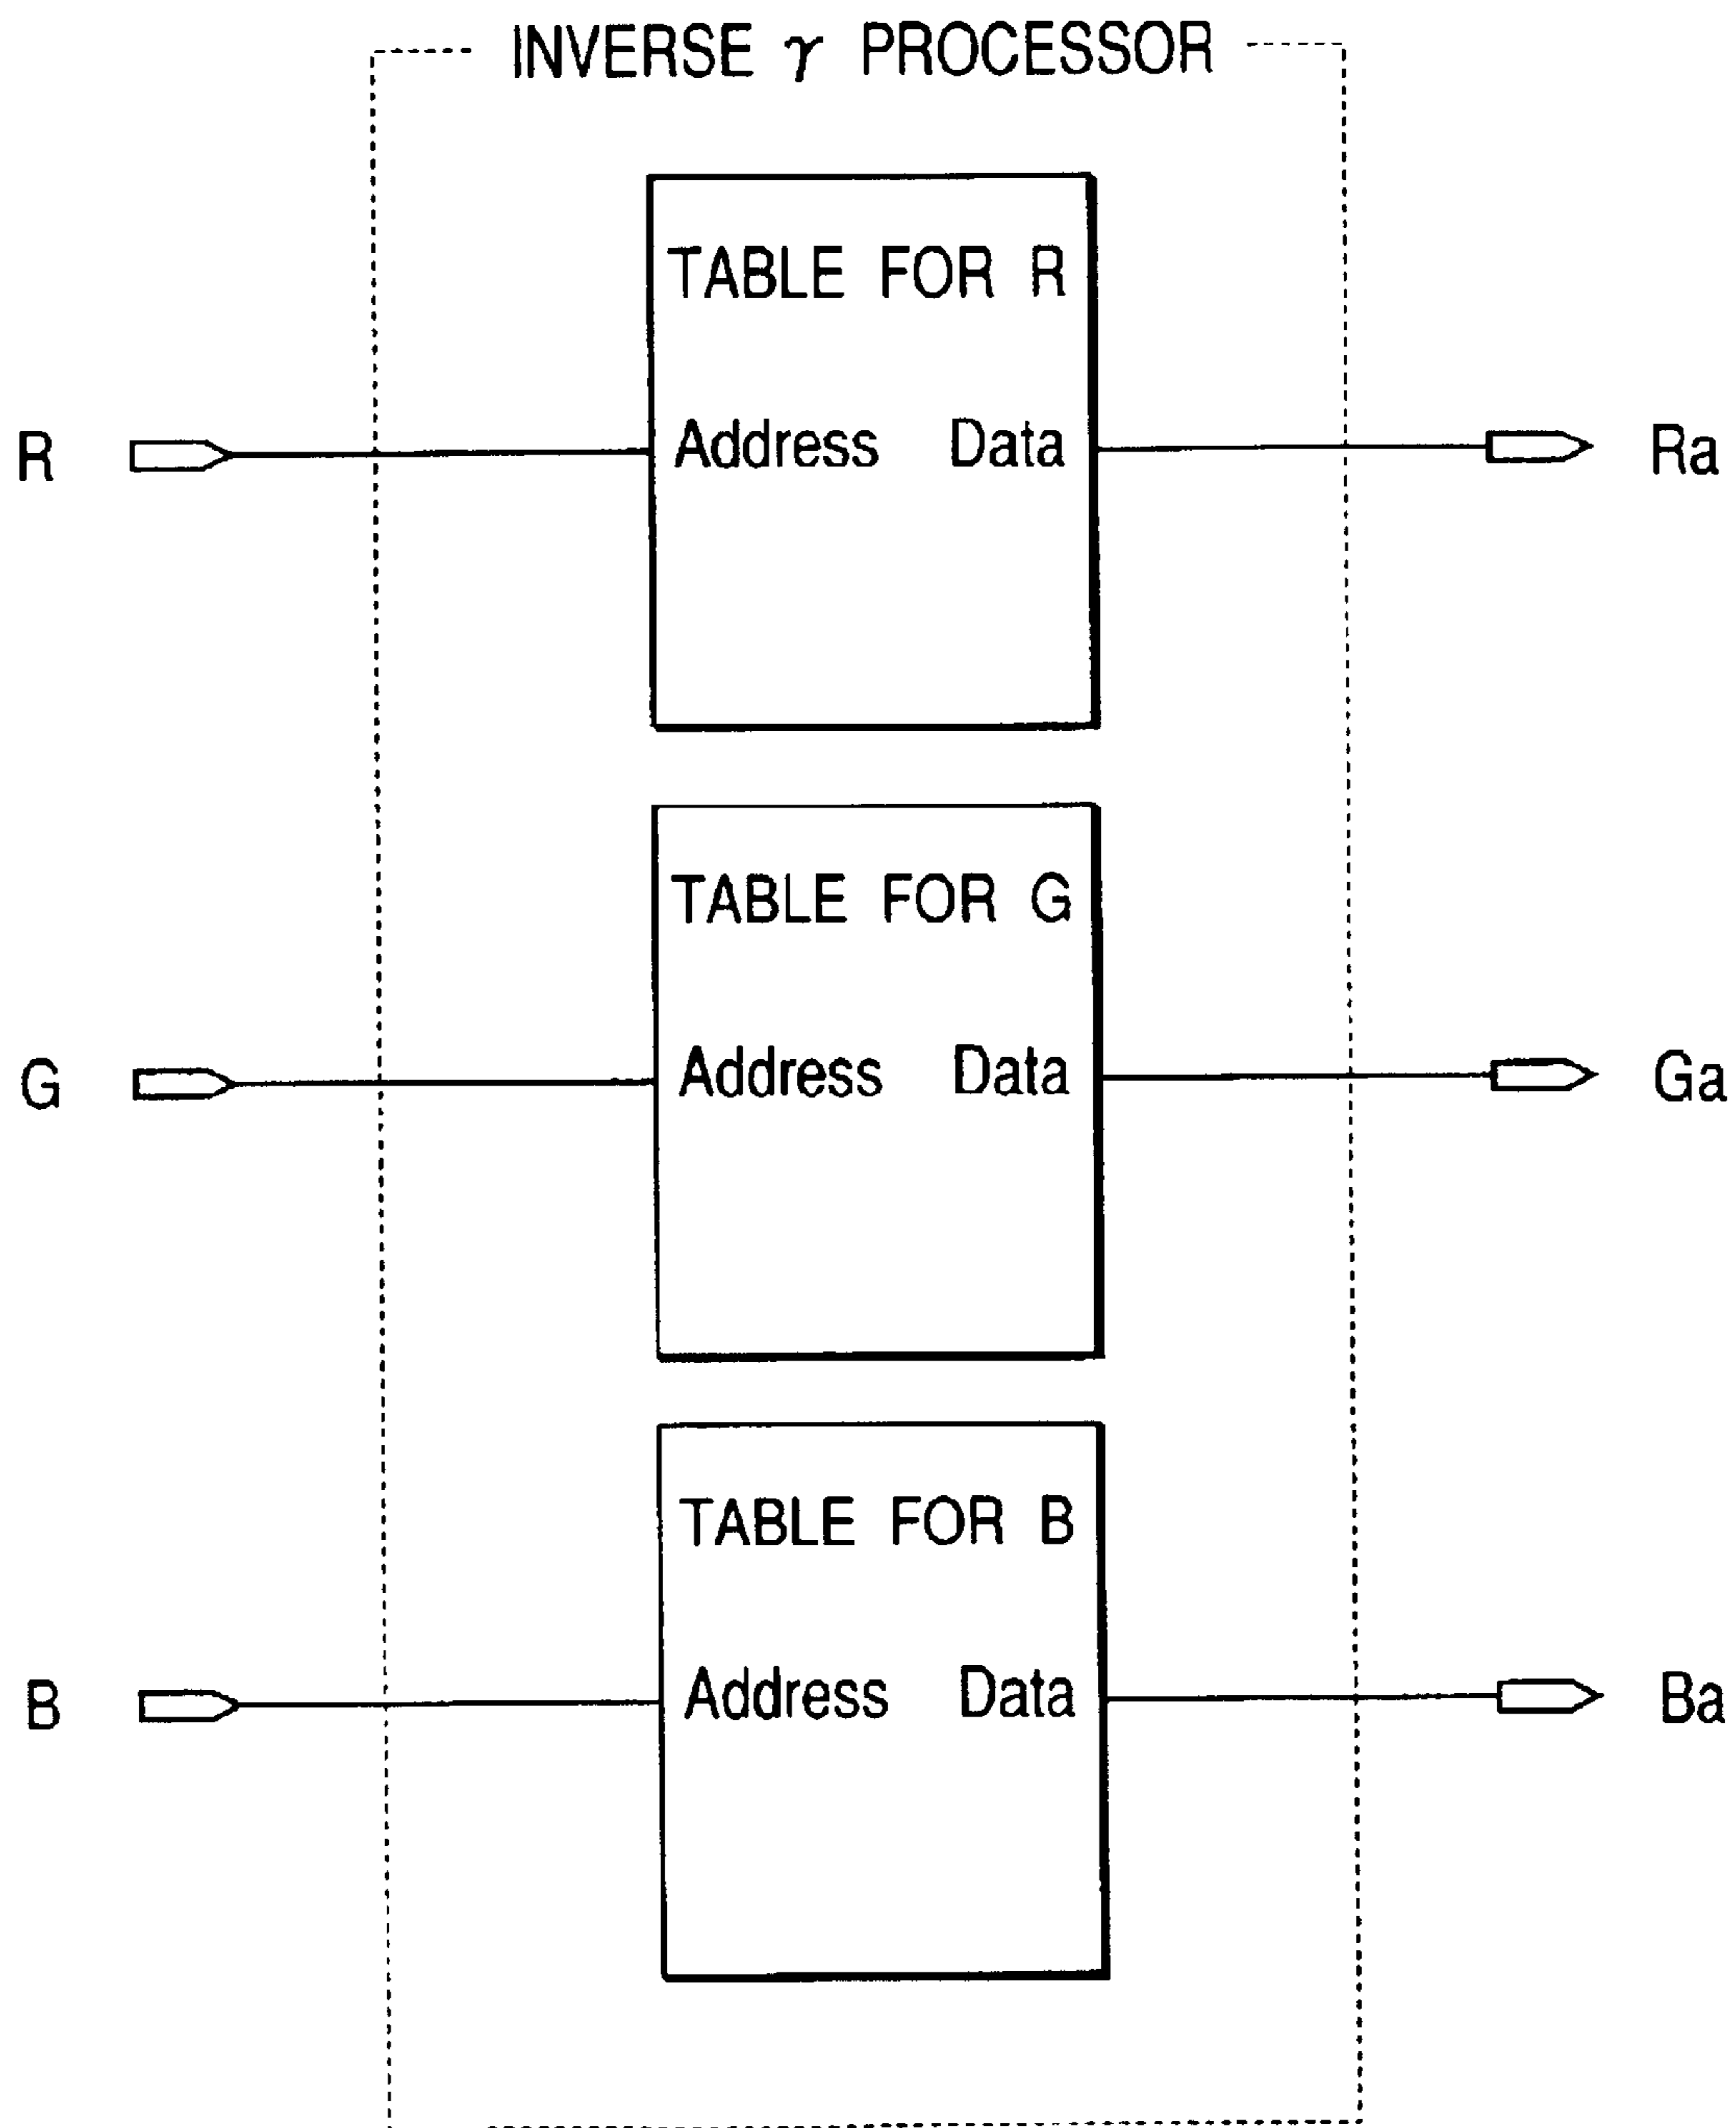 INVERSE γ PROCESSOR
TABLE FOR R
R Address Data Ra
TABLE FOR G
G Address Data Ga
TABLE FOR B
B Address Data Ba